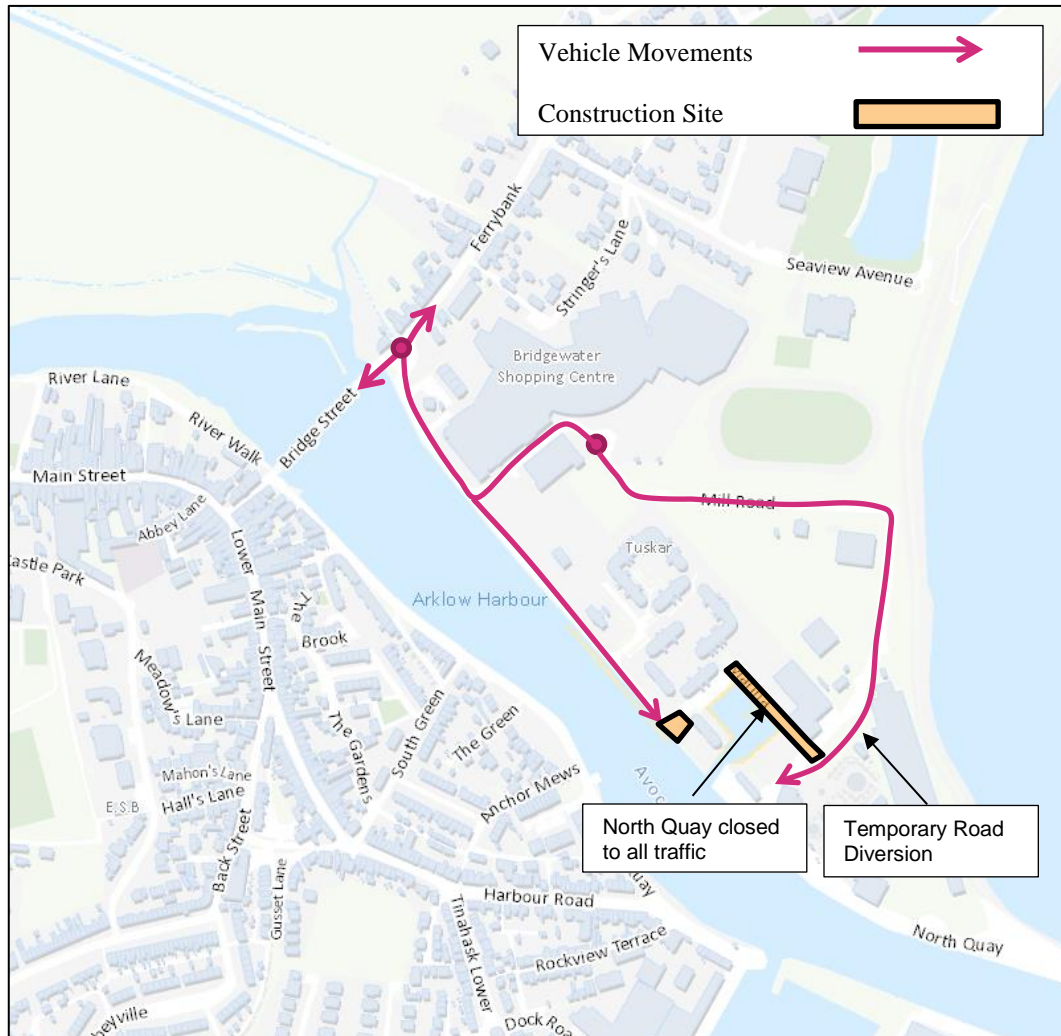 Vehicle Movements
Construction Site
Ferrybank
Stringer's Lane
Seaview Avenue
Bridgewater
Shopping Centre
River Lane
River Walk
Bridge Street
Main Street
Abbey Lane
Mill Road
Lower Main Street
Tuskar
Castle Park
Arklow Harbour
The Brook
Meadow's Lane
South Green
The Green
The Gardens
Mahon's Lane
Hall's Lane
E.S.B
Anchor Mews
Back Street
Gusset Lane
North Quay closed
to all traffic
Temporary Road
Diversion
Quay
Harbour Road
Tinahask Lower
Rockview Terrace
North Quay